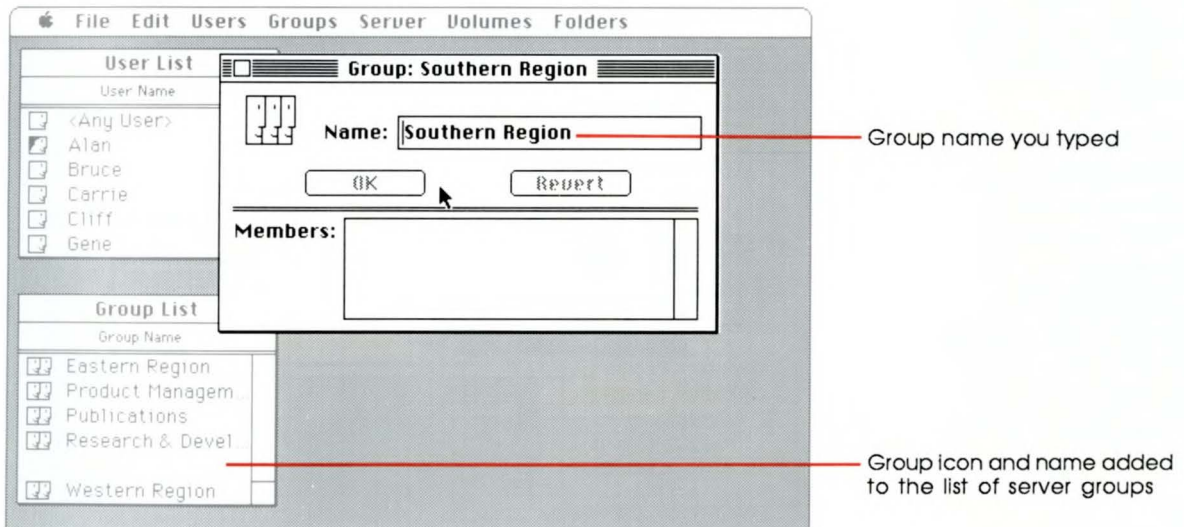 File Edit Users Groups Server Volumes Folders
User List
User Name
<Any User>
Alan
Bruce
Carrie
Cliff
Gene
Group: Southern Region
Name: Southern Region
OK Revert
Members:
Group name you typed
Group List
Group Name
Eastern Region
Product Managem
Publications
Research & Devel
Western Region
Group icon and name added
to the list of server groups